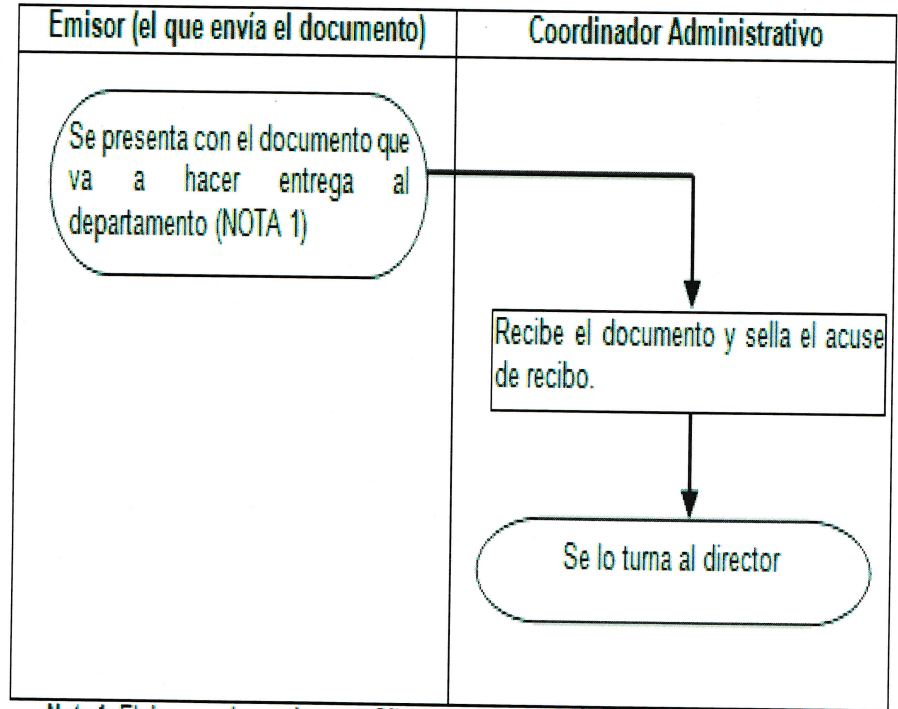 Emisor (el que envía el documento)
Coordinador Administrativo
Se presenta con el documento que
va a hacer entrega al
departamento (NOTA 1)
Recibe el documento y sella el acuse
de recibo.
Se lo turna al director